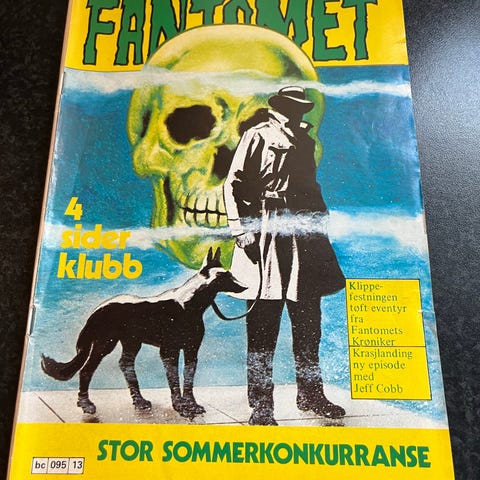 FANTOMET
4
sider
klubb
Klippe-
festningen
tøft eventyr
fra
Fantomets
Krøniker
Krasjlanding
ny episode
med
Jeff Cobb
STOR SOMMERKONKURRANSE
bc 095 13